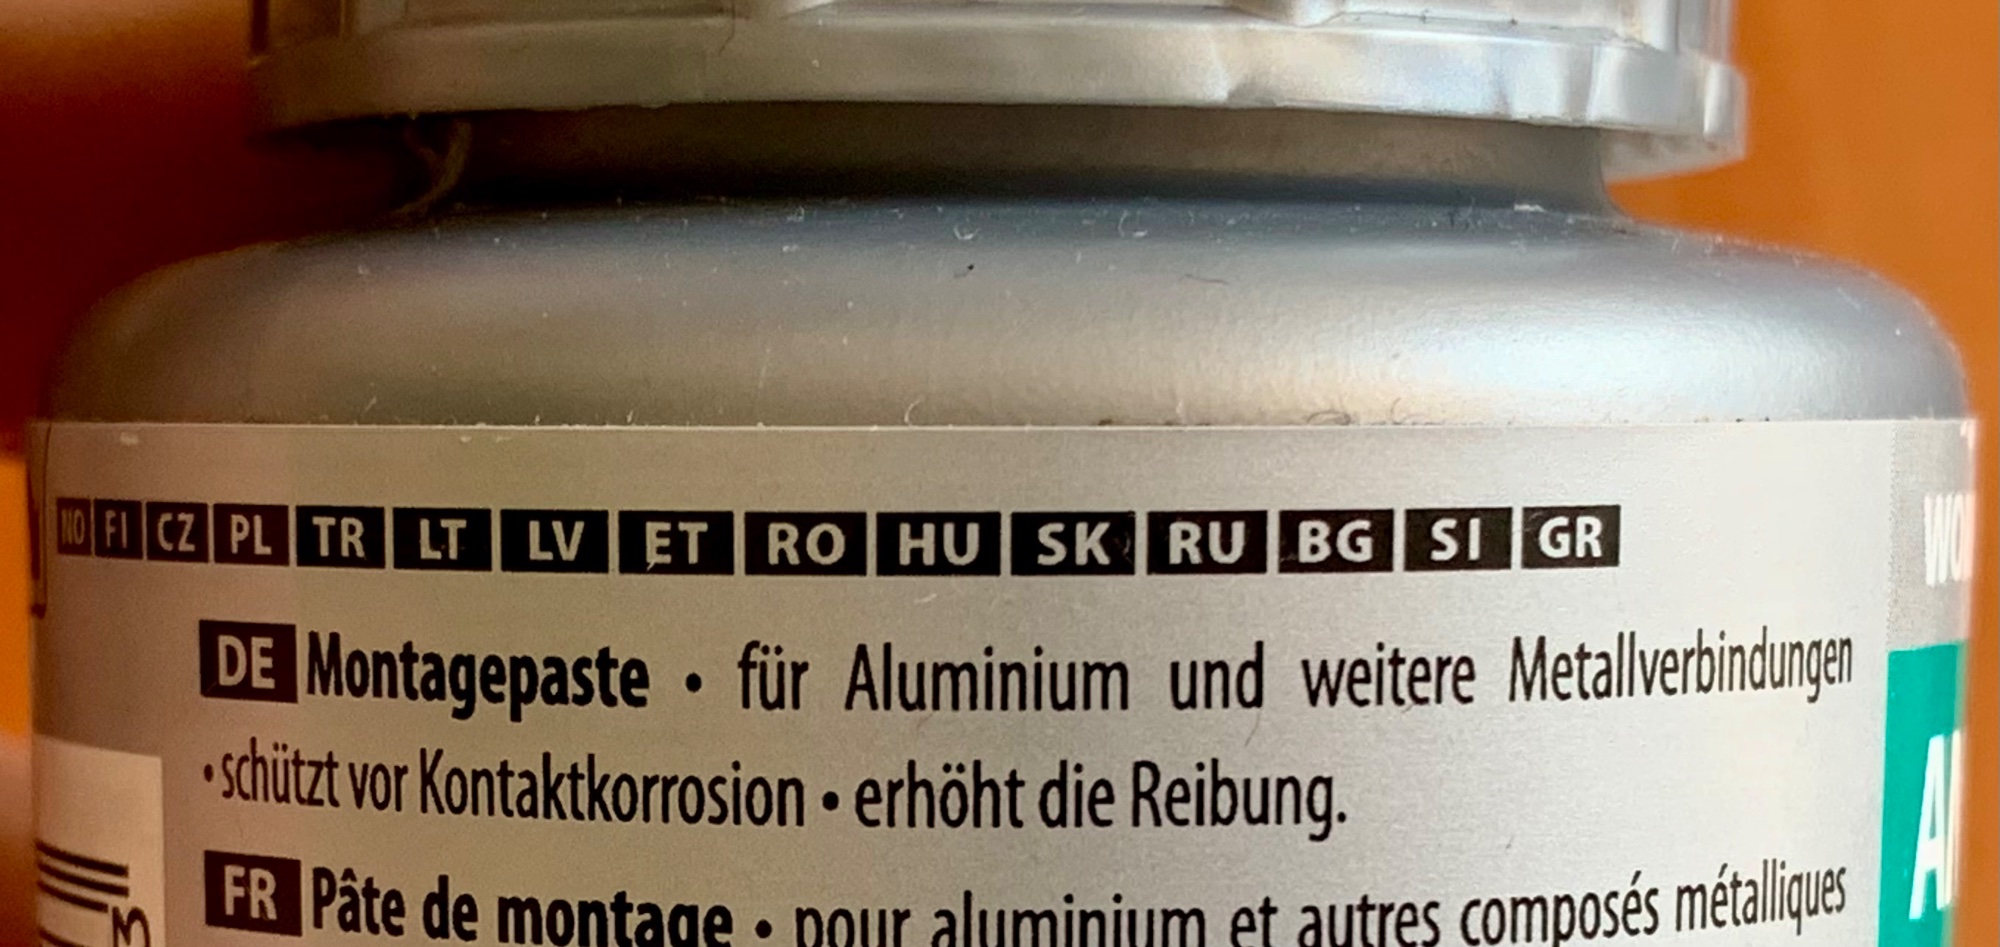 NO FI CZ PL TR LT LV ET RO HU SK RU BG SI GR
DE Montagepaste • für Aluminium und weitere Metallverbindungen
• schützt vor Kontaktkorrosion • erhöht die Reibung.
FR Pâte de montage • pour aluminium et autres composés métalliques